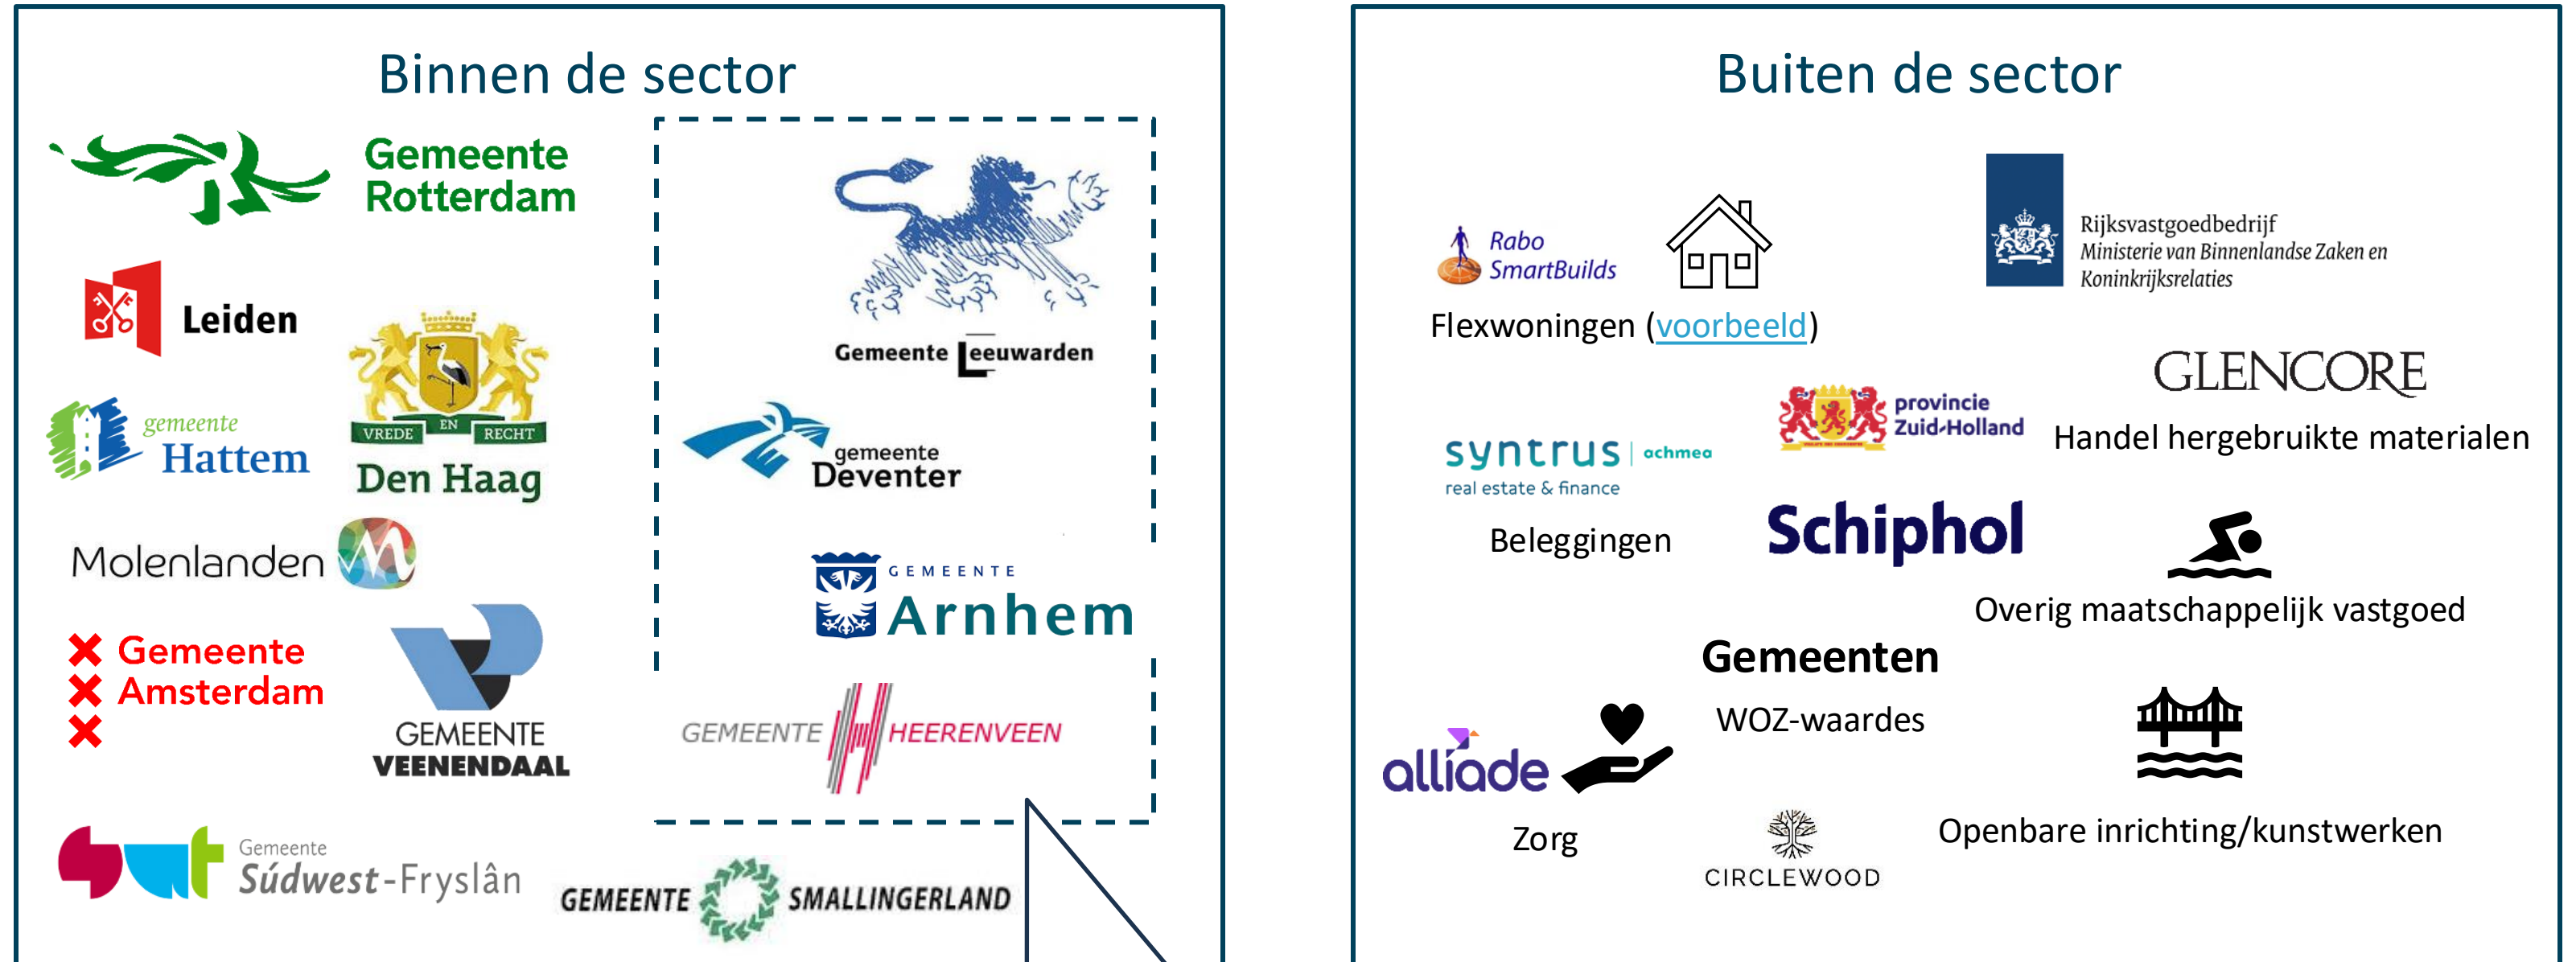 Binnen de sector
Gemeente
Rotterdam
Leiden
VREDE EN RECHT
Den Haag
gemeente
Hattem
Molenlanden
Gemeente
Amsterdam
GEMEENTE
VEENENDAAL
Gemeente
Súdwest-Fryslân
GEMEENTE SMALLINGERLAND
Gemeente Leeuwarden
gemeente
Deventer
GEMEENTE
Arnhem
GEMEENTE HEERENVEEN
Buiten de sector
Rabo
SmartBuilds
Flexwoningen (voorbeeld)
Rijksvastgoedbedrijf
Ministerie van Binnenlandse Zaken en
Koninkrijksrelaties
GLENCORE
Handel hergebruikte materialen
provincie
Zuid-Holland
syntrus | achmea
real estate & finance
Beleggingen
Schiphol
Overig maatschappelijk vastgoed
Gemeenten
WOZ-waardes
alliade
Zorg
CIRCLEWOOD
Openbare inrichting/kunstwerken